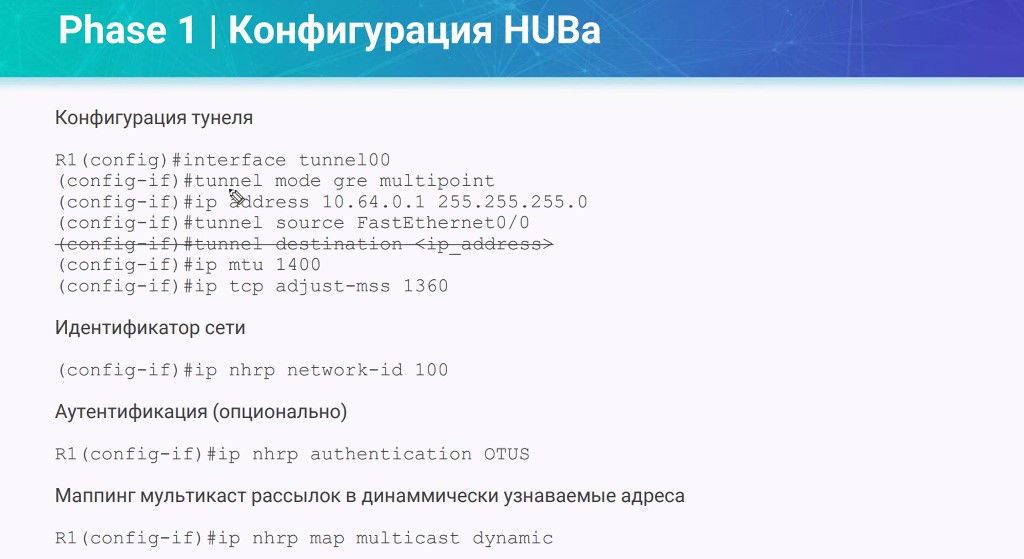 Phase 1 | Конфигурация HUBа
Конфигурация тунеля
R1(config)#interface tunnel00
(config-if)#tunnel mode gre multipoint
(config-if)#ip address 10.64.0.1 255.255.255.0
(config-if)#tunnel source FastEthernet0/0
(config-if)#tunnel destination <ip_address>
(config-if)#ip mtu 1400
(config-if)#ip tcp adjust-mss 1360
Идентификатор сети
(config-if)#ip nhrp network-id 100
Аутентификация (опционально)
R1(config-if)#ip nhrp authentication OTUS
Маппинг мультикаст рассылок в динаммически узнаваемые адреса
R1(config-if)#ip nhrp map multicast dynamic